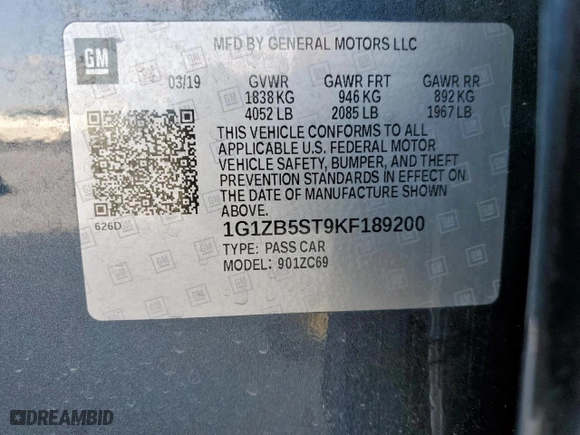 GM
MFD BY GENERAL MOTORS LLC
03/19 GVWR GAWR FRT GAWR RR
1838 KG 946 KG 892 KG
4052 LB 2085 LB 1967 LB
THIS VEHICLE CONFORMS TO ALL
APPLICABLE U.S. FEDERAL MOTOR
VEHICLE SAFETY, BUMPER, AND THEFT
PREVENTION STANDARDS IN EFFECT ON
THE DATE OF MANUFACTURE SHOWN
ABOVE.
626D
1G1ZB5ST9KF189200
TYPE: PASS CAR
MODEL: 901ZC69
DREAMBID